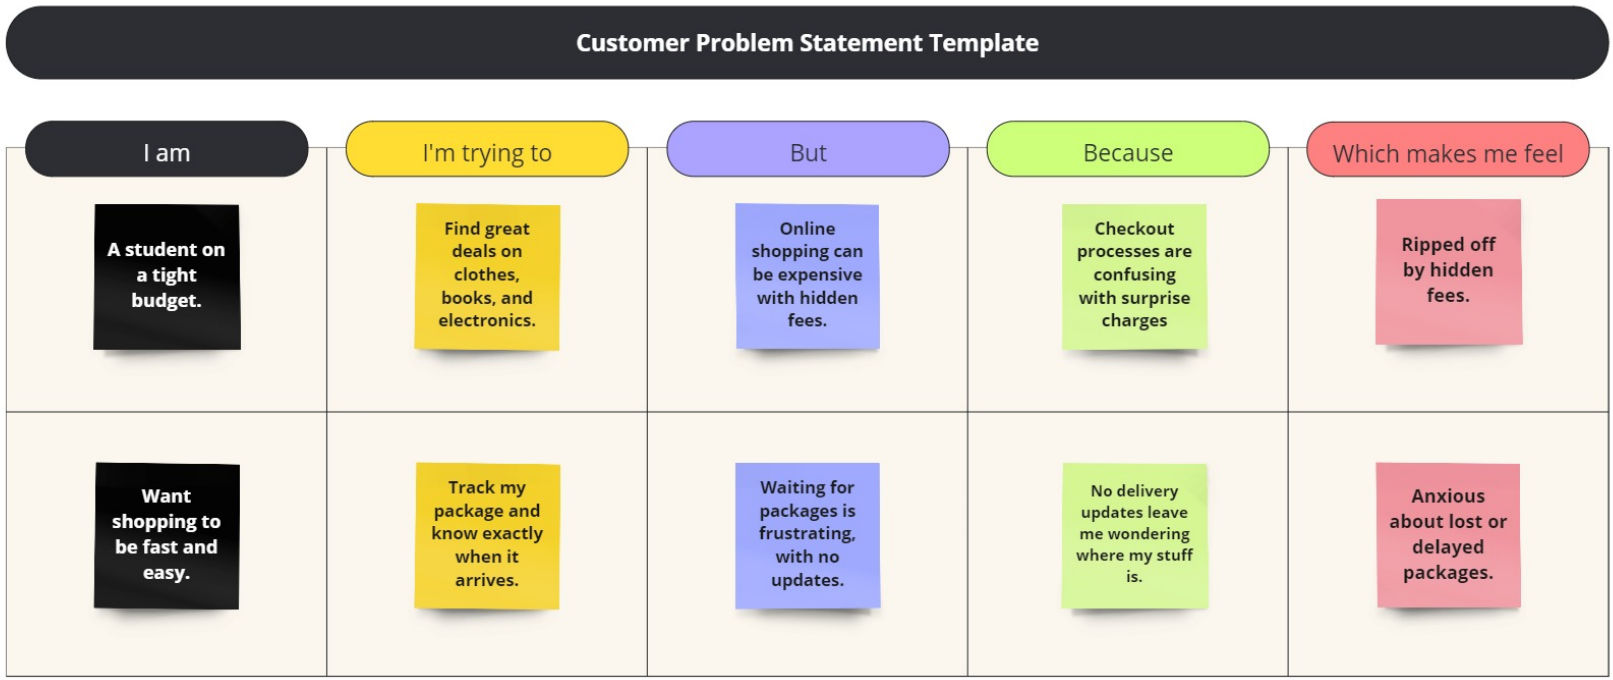 Customer Problem Statement Template
I am
I'm trying to
But
Because
Which makes me feel
A student on
a tight
budget.
Find great
deals on
clothes,
books, and
electronics.
Online
shopping can
be expensive
with hidden
fees.
Checkout
processes are
confusing
with surprise
charges
Ripped off
by hidden
fees.
Want
shopping to
be fast and
easy.
Track my
package and
know exactly
when it
arrives.
Waiting for
packages is
frustrating,
with no
updates.
No delivery
updates leave
me wondering
where my stuff
is.
Anxious
about lost or
delayed
packages.